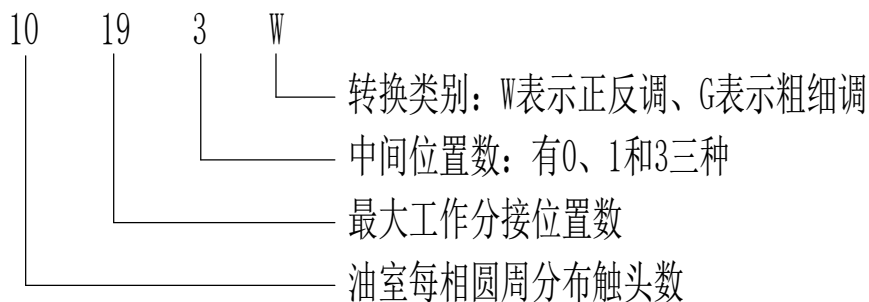 10 19 3 W
转换类别：W表示正反调、G表示粗细调
中间位置数：有0、1和3三种
最大工作分接位置数
油室每相圆周分布触头数